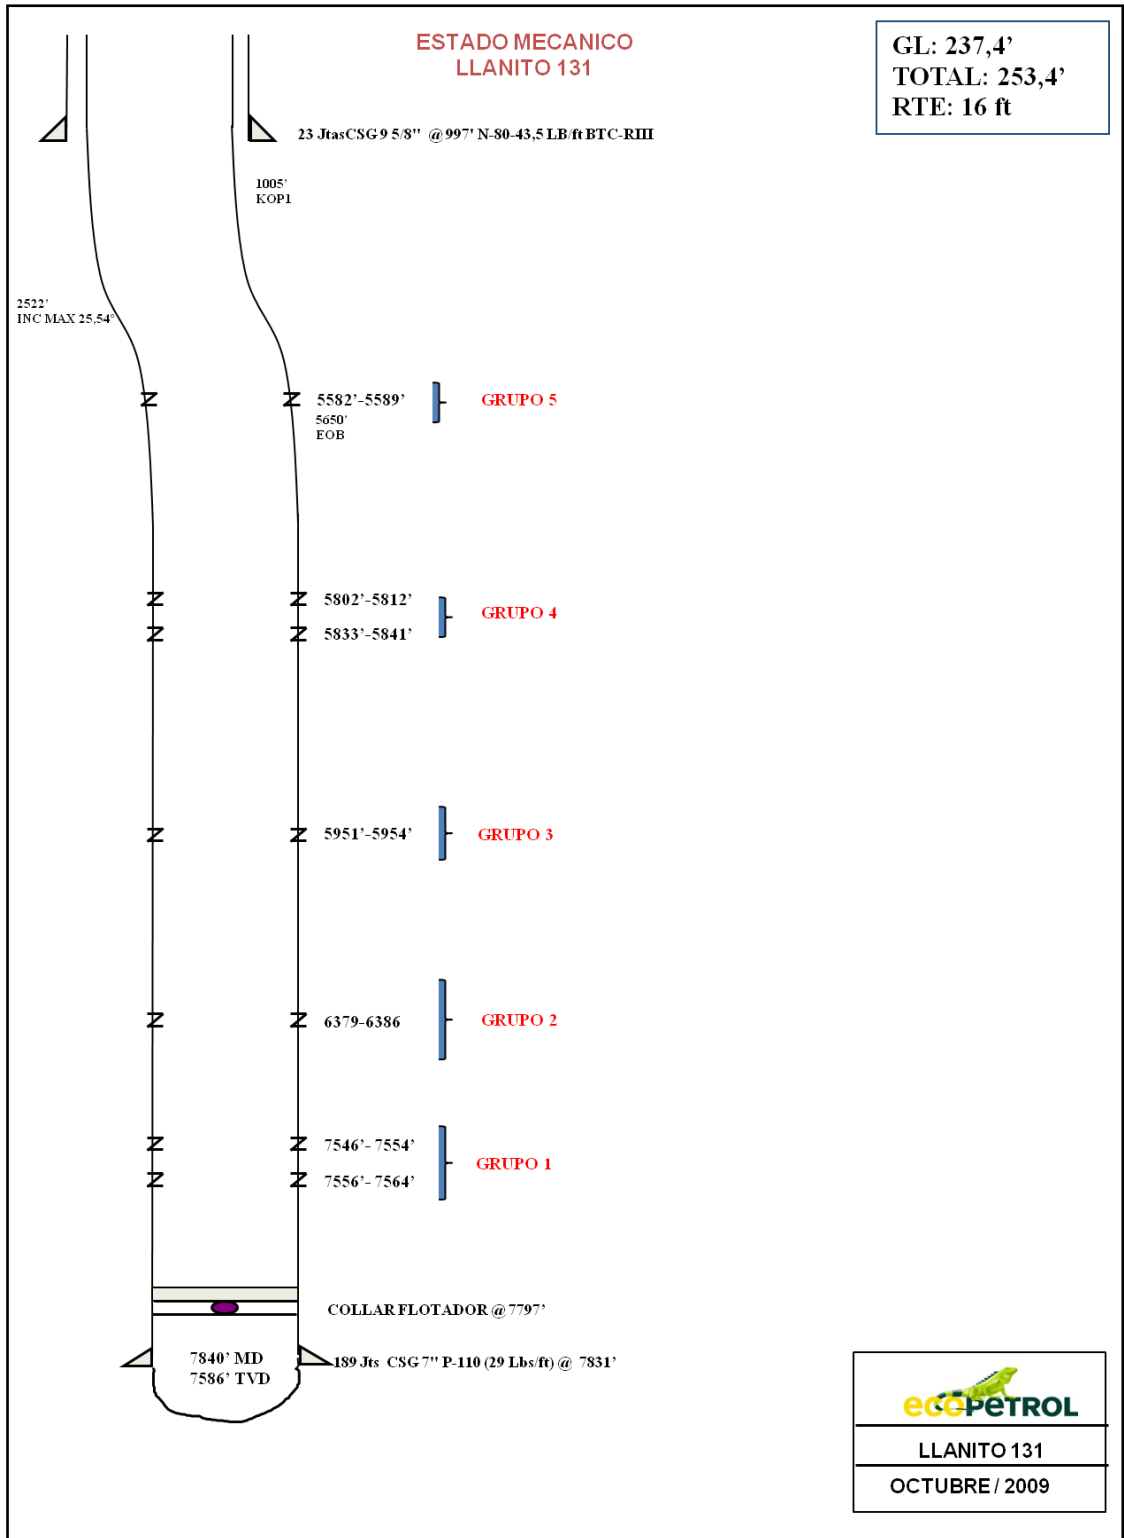 ESTADO MECANICO
LLANITO 131
GL: 237,4’
TOTAL: 253,4’
RTE: 16 ft
23 JtasCSG 9 5/8" @ 997' N-80-43,5 LB/ft BTC-RIII
1005’
KOP1
2522’
INC MAX 25,54°
5582’-5589’
GRUPO 5
5650’
EOB
5802’-5812’
GRUPO 4
5833’-5841’
5951’-5954’
GRUPO 3
6379-6386
GRUPO 2
7546’- 7554’
GRUPO 1
7556’- 7564’
COLLAR FLOTADOR @ 7797’
7840’ MD
7586’ TVD
189 Jts CSG 7" P-110 (29 Lbs/ft) @ 7831’
ecoPETROL
LLANITO 131
OCTUBRE / 2009